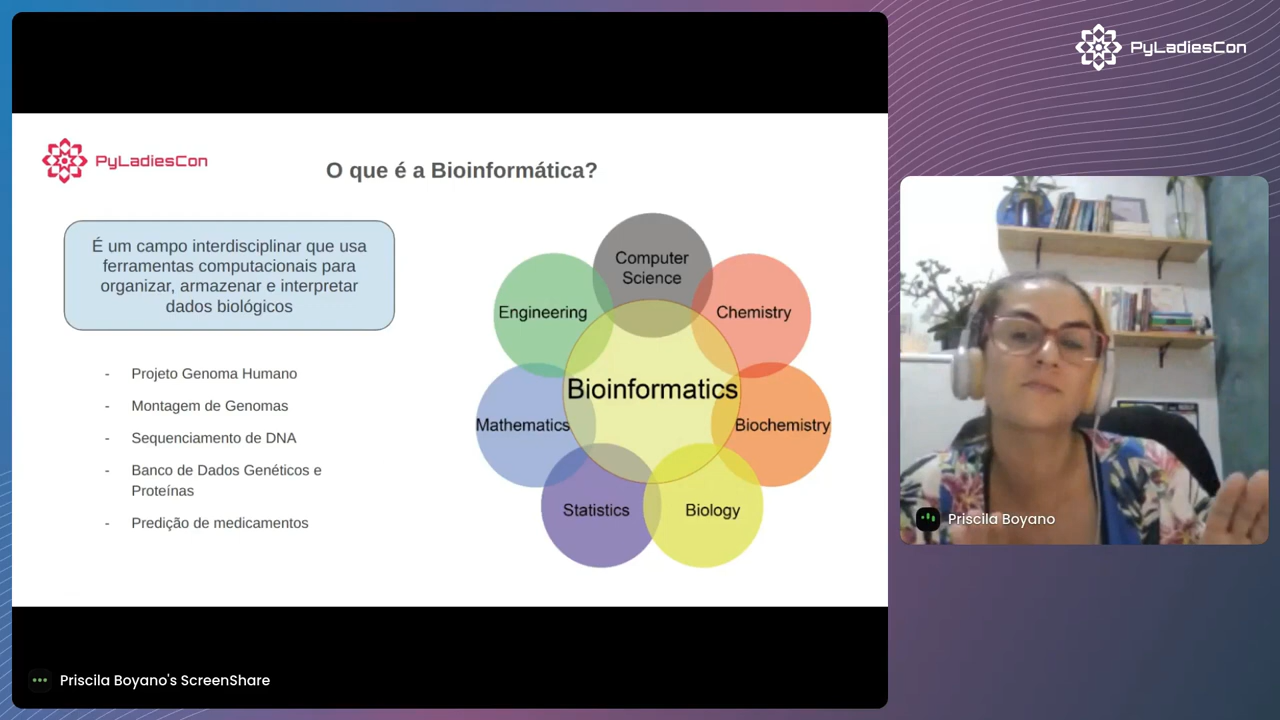 PyLadiesCon
PyLadiesCon
O que é a Bioinformática?
É um campo interdisciplinar que usa
ferramentas computacionais para
organizar, armazenar e interpretar
dados biológicos
- Projeto Genoma Humano
- Montagem de Genomas
- Sequenciamento de DNA
- Banco de Dados Genéticos e
Proteínas
- Predição de medicamentos
Computer
Science
Engineering
Chemistry
Bioinformatics
Mathematics
Biochemistry
Statistics
Biology
Priscila Boyano
Priscila Boyano's ScreenShare